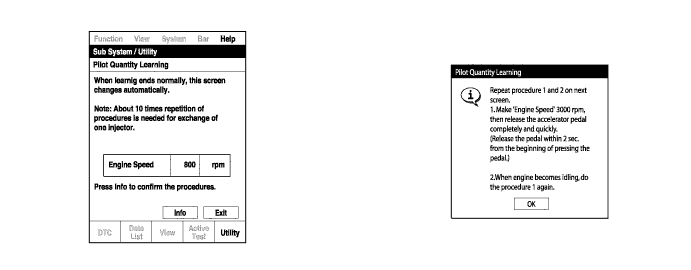 Function View System Bar Help
Sub System / Utility
Pilot Quantity Learning
When learnig ends normally, this screen
changes automatically.
Note: About 10 times repetition of
procedures is needed for exchange of
one injector.
Engine Speed 800 rpm
Press Info to confirm the procedures.
Info Exit
DTC Data List View Active Test Utility
Pilot Quantity Learning
Repeat procedure 1 and 2 on next
screen.
1.Make 'Engine Speed' 3000 rpm,
then release the accelerator pedal
completely and quickly.
(Release the pedal within 2 sec.
from the beginning of pressing the
pedal.)
2.When engine becomes idling, do
the procedure 1 again.
OK